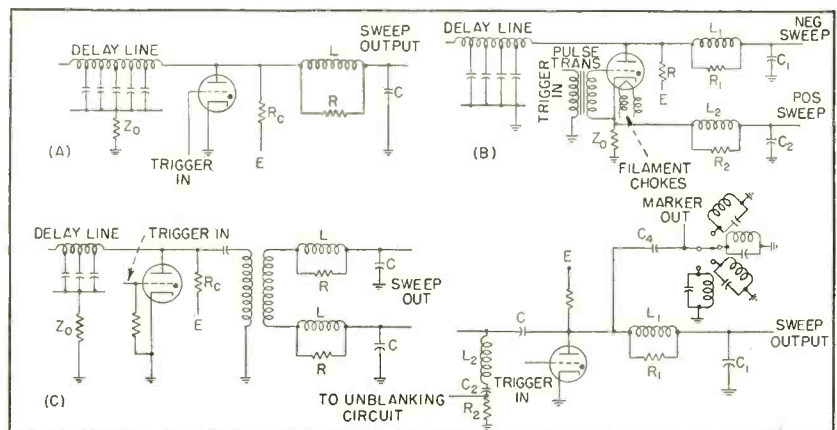 DELAY LINE
SWEEP
OUTPUT
L
R
C
Z₀
R_C
E
TRIGGER
IN
(A)
DELAY LINE
NEG
SWEEP
L₁
R₁
C₁
PULSE
TRANS
TRIGGER
IN
R
E
POS
SWEEP
L₂
R₂
C₂
Z₀
FILAMENT
CHOKES
(B)
DELAY LINE
TRIGGER IN
L
R
C
R_C
E
SWEEP OUT
L
R
C
Z₀
(C)
MARKER
OUT
C₄
E
C
L₁
R₁
C₁
SWEEP
OUTPUT
L₂
C₂
R₂
TRIGGER
IN
TO UNBLANKING
CIRCUIT